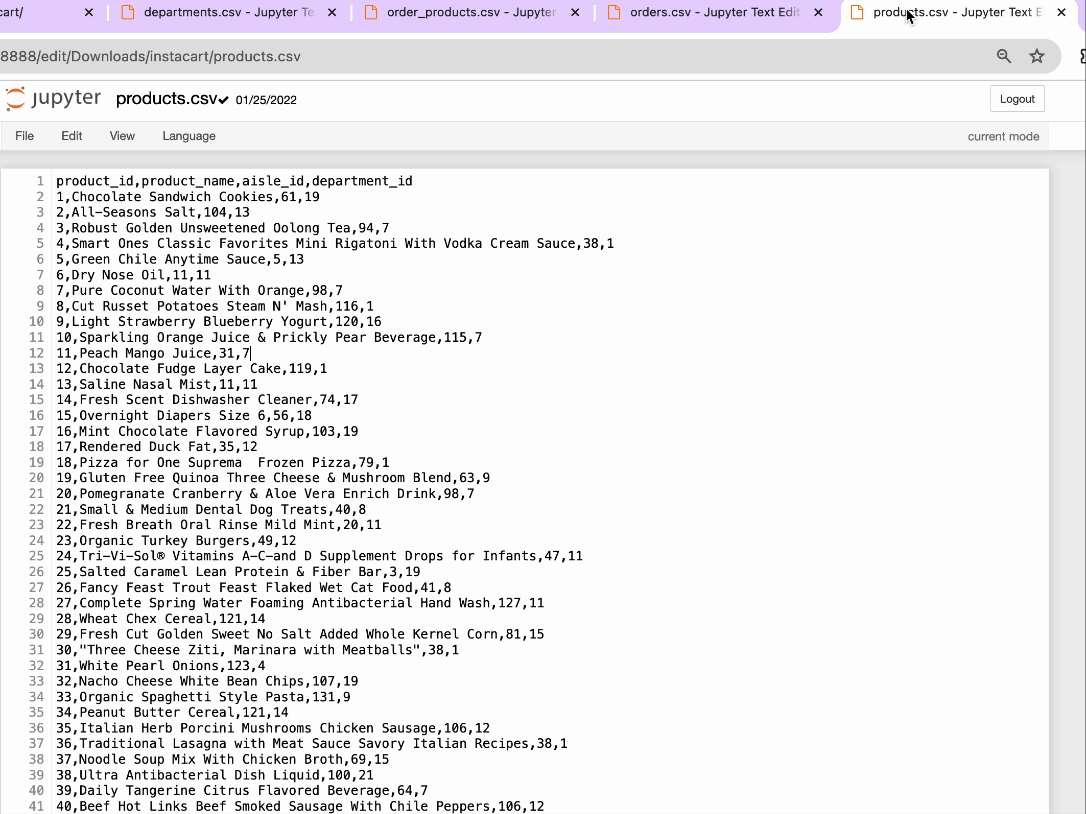 cart/
departments.csv - Jupyter Te
order_products.csv - Jupyter
orders.csv - Jupyter Text Edit
products.csv - Jupyter Text E
8888/edit/Downloads/instacart/products.csv
jupyter products.csv 01/25/2022
Logout
File Edit View Language current mode
1 product_id,product_name,aisle_id,department_id
2 1,Chocolate Sandwich Cookies,61,19
3 2,All-Seasons Salt,104,13
4 3,Robust Golden Unsweetened Oolong Tea,94,7
5 4,Smart Ones Classic Favorites Mini Rigatoni With Vodka Cream Sauce,38,1
6 5,Green Chile Anytime Sauce,5,13
7 6,Dry Nose Oil,11,11
8 7,Pure Coconut Water With Orange,98,7
9 8,Cut Russet Potatoes Steam N' Mash,116,1
10 9,Light Strawberry Blueberry Yogurt,120,16
11 10,Sparkling Orange Juice & Prickly Pear Beverage,115,7
12 11,Peach Mango Juice,31,7
13 12,Chocolate Fudge Layer Cake,119,1
14 13,Saline Nasal Mist,11,11
15 14,Fresh Scent Dishwasher Cleaner,74,17
16 15,Overnight Diapers Size 6,56,18
17 16,Mint Chocolate Flavored Syrup,103,19
18 17,Rendered Duck Fat,35,12
19 18,Pizza for One Suprema  Frozen Pizza,79,1
20 19,Gluten Free Quinoa Three Cheese & Mushroom Blend,63,9
21 20,Pomegranate Cranberry & Aloe Vera Enrich Drink,98,7
22 21,Small & Medium Dental Dog Treats,40,8
23 22,Fresh Breath Oral Rinse Mild Mint,20,11
24 23,Organic Turkey Burgers,49,12
25 24,Tri-Vi-Sol® Vitamins A-C-and D Supplement Drops for Infants,47,11
26 25,Salted Caramel Lean Protein & Fiber Bar,3,19
27 26,Fancy Feast Trout Feast Flaked Wet Cat Food,41,8
28 27,Complete Spring Water Foaming Antibacterial Hand Wash,127,11
29 28,Wheat Chex Cereal,121,14
30 29,Fresh Cut Golden Sweet No Salt Added Whole Kernel Corn,81,15
31 30,"Three Cheese Ziti, Marinara with Meatballs",38,1
32 31,White Pearl Onions,123,4
33 32,Nacho Cheese White Bean Chips,107,19
34 33,Organic Spaghetti Style Pasta,131,9
35 34,Peanut Butter Cereal,121,14
36 35,Italian Herb Porcini Mushrooms Chicken Sausage,106,12
37 36,Traditional Lasagna with Meat Sauce Savory Italian Recipes,38,1
38 37,Noodle Soup Mix With Chicken Broth,69,15
39 38,Ultra Antibacterial Dish Liquid,100,21
40 39,Daily Tangerine Citrus Flavored Beverage,64,7
41 40,Beef Hot Links Beef Smoked Sausage With Chile Peppers,106,12